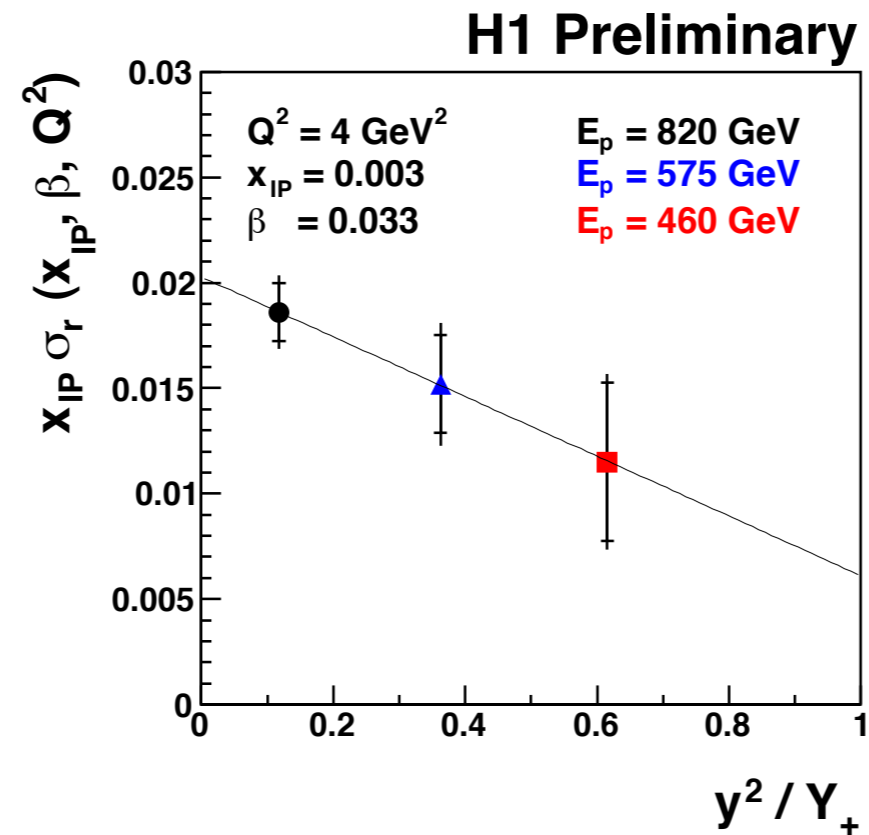 H1 Preliminary
x_IP σ_r (x_IP, β, Q²)
0.03
0.025
0.02
0.015
0.01
0.005
0
Q² = 4 GeV²
x_IP = 0.003
β = 0.033
E_p = 820 GeV
E_p = 575 GeV
E_p = 460 GeV
0 0.2 0.4 0.6 0.8 1
y² / Y_+